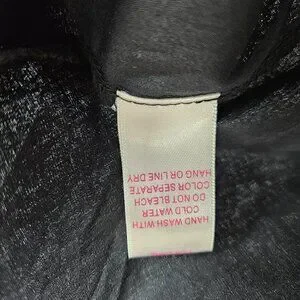 HAND WASH WITH
COLD WATER
DO NOT BLEACH
COLOR SEPARATE
HANG OR LINE DRY